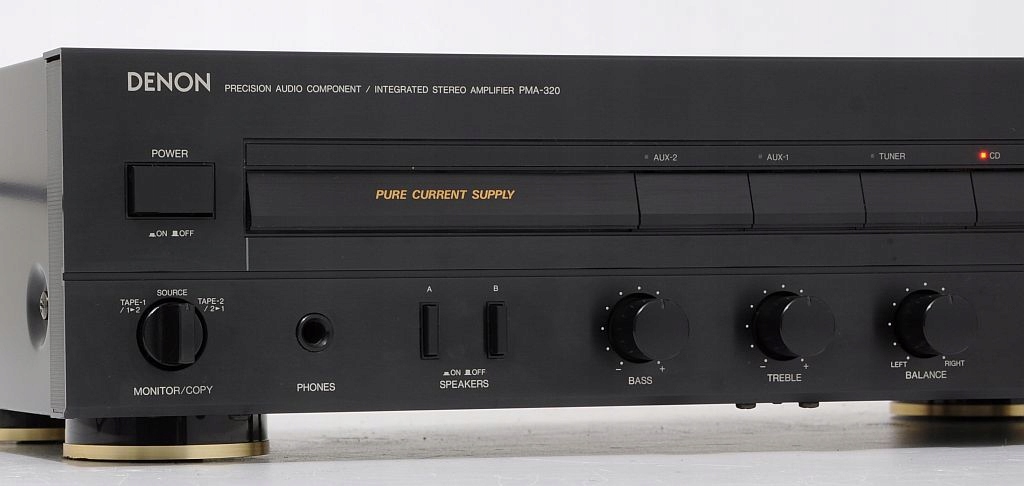 DENON PRECISION AUDIO COMPONENT / INTEGRATED STEREO AMPLIFIER PMA-320
POWER
ON OFF
AUX-2 AUX-1 TUNER CD
PURE CURRENT SUPPLY
SOURCE
TAPE-1 TAPE-2
/ 1▶2 / 2▶1
MONITOR/COPY
PHONES
A B
ON OFF
SPEAKERS
- +
BASS
- +
TREBLE
LEFT RIGHT
BALANCE